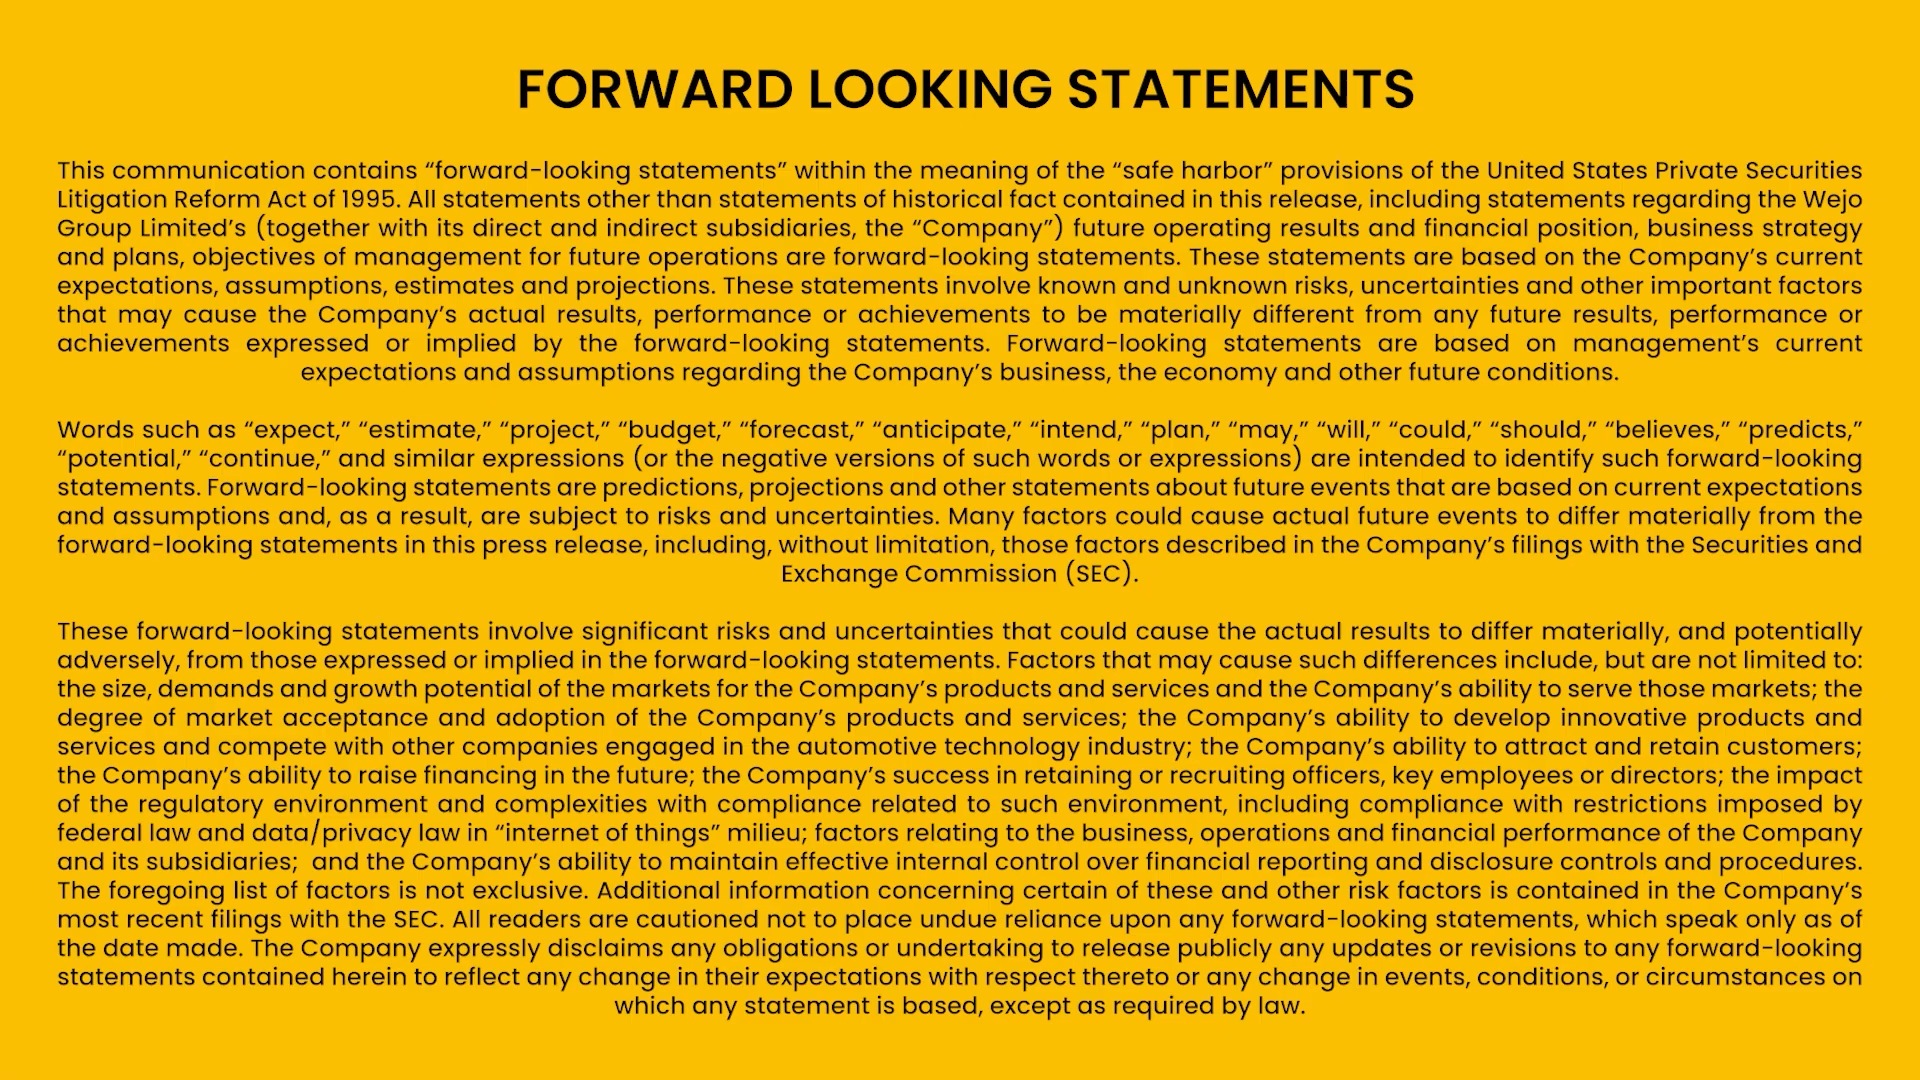 FORWARD LOOKING STATEMENTS
This communication contains “forward-looking statements” within the meaning of the “safe harbor” provisions of the United States Private Securities
Litigation Reform Act of 1995. All statements other than statements of historical fact contained in this release, including statements regarding the Wejo
Group Limited’s (together with its direct and indirect subsidiaries, the “Company”) future operating results and financial position, business strategy
and plans, objectives of management for future operations are forward-looking statements. These statements are based on the Company’s current
expectations, assumptions, estimates and projections. These statements involve known and unknown risks, uncertainties and other important factors
that may cause the Company’s actual results, performance or achievements to be materially different from any future results, performance or
achievements expressed or implied by the forward-looking statements. Forward-looking statements are based on management’s current
expectations and assumptions regarding the Company’s business, the economy and other future conditions.
Words such as “expect,” “estimate,” “project,” “budget,” “forecast,” “anticipate,” “intend,” “plan,” “may,” “will,” “could,” “should,” “believes,” “predicts,”
“potential,” “continue,” and similar expressions (or the negative versions of such words or expressions) are intended to identify such forward-looking
statements. Forward-looking statements are predictions, projections and other statements about future events that are based on current expectations
and assumptions and, as a result, are subject to risks and uncertainties. Many factors could cause actual future events to differ materially from the
forward-looking statements in this press release, including, without limitation, those factors described in the Company’s filings with the Securities and
Exchange Commission (SEC).
These forward-looking statements involve significant risks and uncertainties that could cause the actual results to differ materially, and potentially
adversely, from those expressed or implied in the forward-looking statements. Factors that may cause such differences include, but are not limited to:
the size, demands and growth potential of the markets for the Company’s products and services and the Company’s ability to serve those markets; the
degree of market acceptance and adoption of the Company’s products and services; the Company’s ability to develop innovative products and
services and compete with other companies engaged in the automotive technology industry; the Company’s ability to attract and retain customers;
the Company’s ability to raise financing in the future; the Company’s success in retaining or recruiting officers, key employees or directors; the impact
of the regulatory environment and complexities with compliance related to such environment, including compliance with restrictions imposed by
federal law and data/privacy law in “internet of things” milieu; factors relating to the business, operations and financial performance of the Company
and its subsidiaries;  and the Company’s ability to maintain effective internal control over financial reporting and disclosure controls and procedures.
The foregoing list of factors is not exclusive. Additional information concerning certain of these and other risk factors is contained in the Company’s
most recent filings with the SEC. All readers are cautioned not to place undue reliance upon any forward-looking statements, which speak only as of
the date made. The Company expressly disclaims any obligations or undertaking to release publicly any updates or revisions to any forward-looking
statements contained herein to reflect any change in their expectations with respect thereto or any change in events, conditions, or circumstances on
which any statement is based, except as required by law.